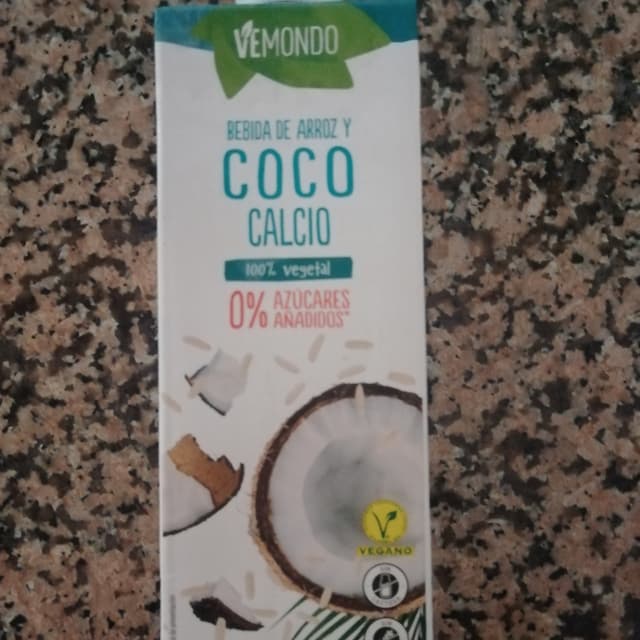 VEMONDO
BEBIDA DE ARROZ Y
COCO
CALCIO
100% vegetal
0% AZÚCARES
AÑADIDOS*
VEGANO